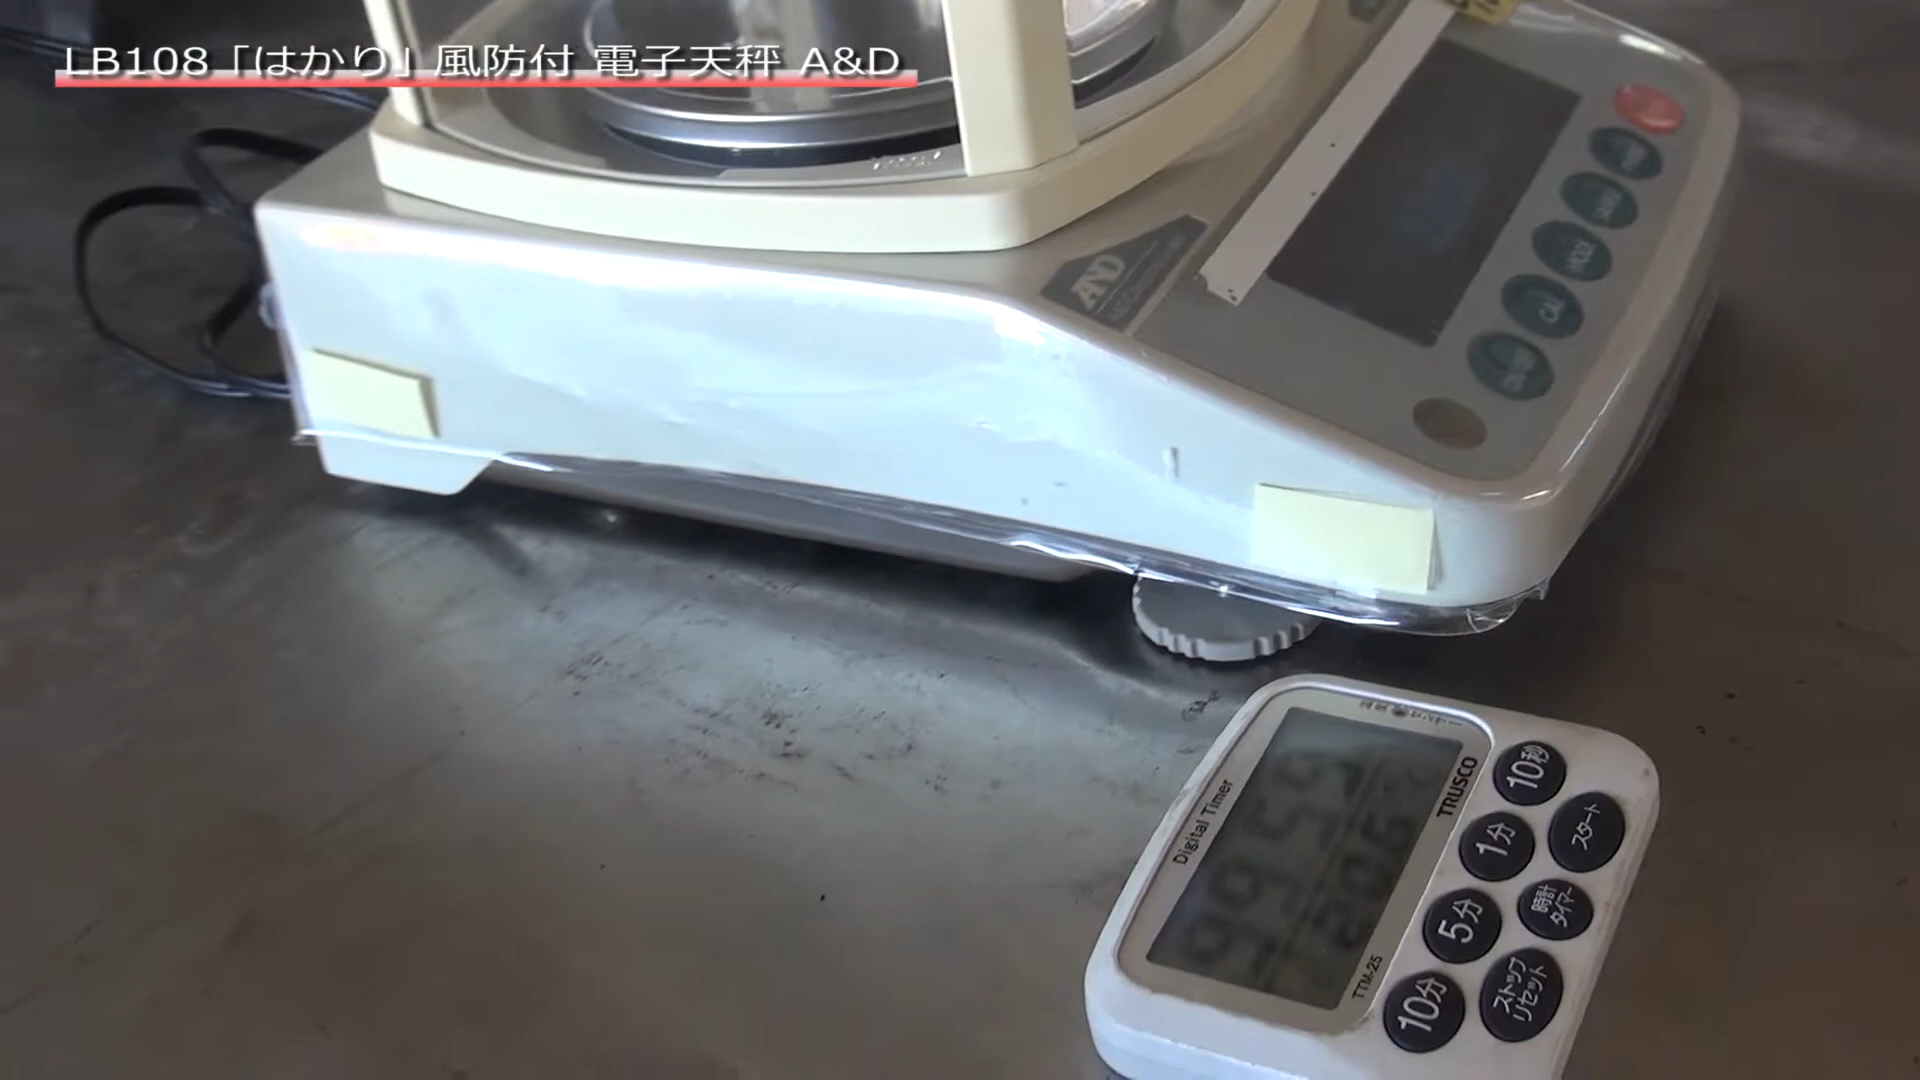 LB108「はかり」風防付 電子天秤 A&D
AND
CAL
Digital Timer
TRUSCO
TTM-25
10秒
1分
スタート
5分
時計
タイマー
10分
ストップ
リセット